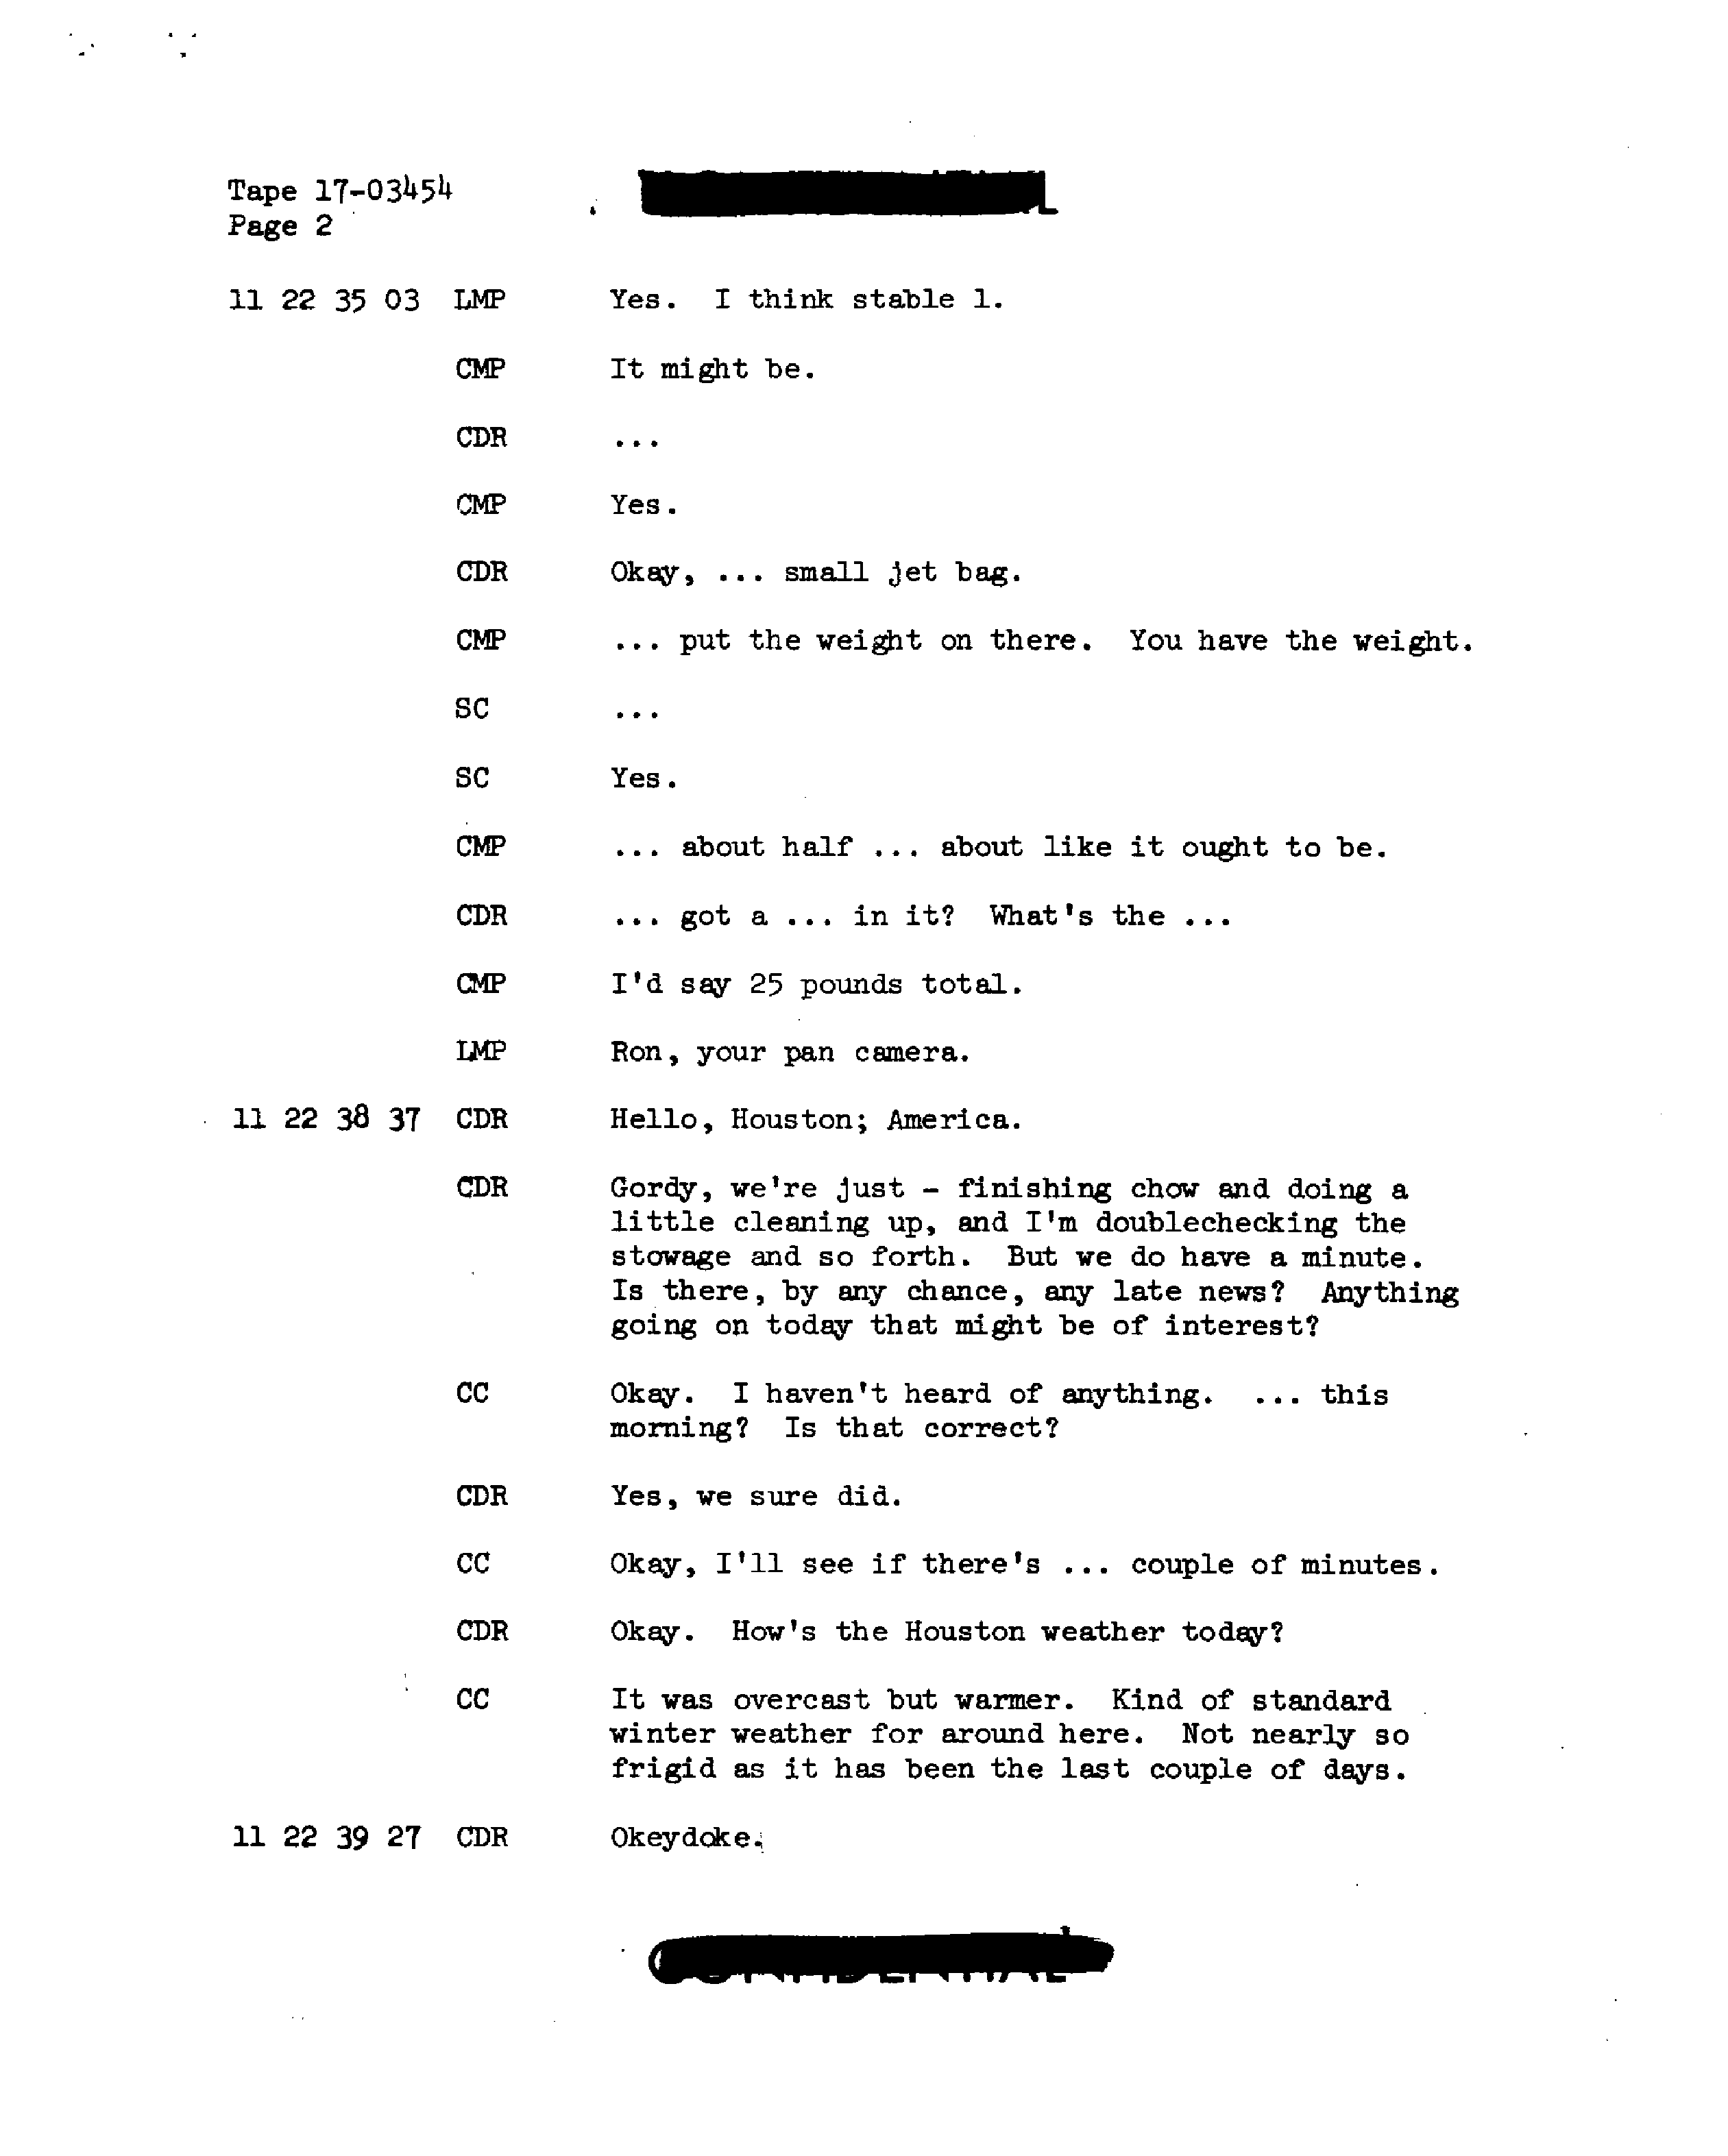 Tape 17-03454
Page 2
11 22 35 03 LMP Yes. I think stable 1.
CMP It might be.
CDR ...
CMP Yes.
CDR Okay, ... small jet bag.
CMP ... put the weight on there. You have the weight.
SC ...
SC Yes.
CMP ... about half ... about like it ought to be.
CDR ... got a ... in it? What's the ...
CMP I'd say 25 pounds total.
LMP Ron, your pan camera.
11 22 38 37 CDR Hello, Houston; America.
CDR Gordy, we're just - finishing chow and doing a
little cleaning up, and I'm doublechecking the
stowage and so forth. But we do have a minute.
Is there, by any chance, any late news? Anything
going on today that might be of interest?
CC Okay. I haven't heard of anything. ... this
morning? Is that correct?
CDR Yes, we sure did.
CC Okay, I'll see if there's ... couple of minutes.
CDR Okay. How's the Houston weather today?
CC It was overcast but warmer. Kind of standard
winter weather for around here. Not nearly so
frigid as it has been the last couple of days.
11 22 39 27 CDR Okeydoke.